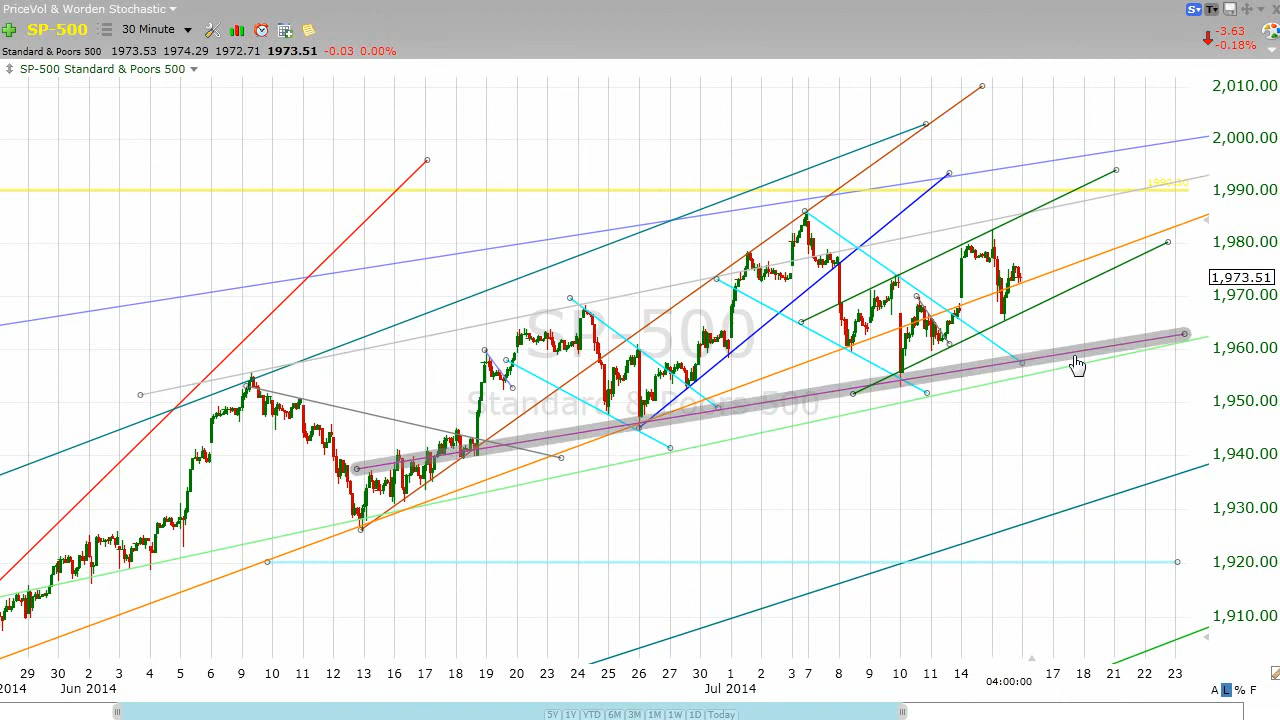 PriceVol & Worden Stochastic
S T
SP-500 30 Minute
-3.63
-0.18%
Standard & Poors 500 1973.53 1974.29 1972.71 1973.51 -0.03 0.00%
SP-500 Standard & Poors 500
2,010.00
2,000.00
1990.50
1,990.00
1,980.00
1,973.51
1,970.00
SP-500
1,960.00
Standard & Poors 500
1,950.00
1,940.00
1,930.00
1,920.00
1,910.00
29 30 2 3 4 5 6 9 10 11 12 13 16 17 18 19 20 23 24 25 26 27 30 1 2 3 7 8 9 10 11 14 17 18 21 22 23
04:00:00
2014 Jun 2014 Jul 2014
A L % F
5Y 1Y YTD 6M 3M 1M 1W 1D Today